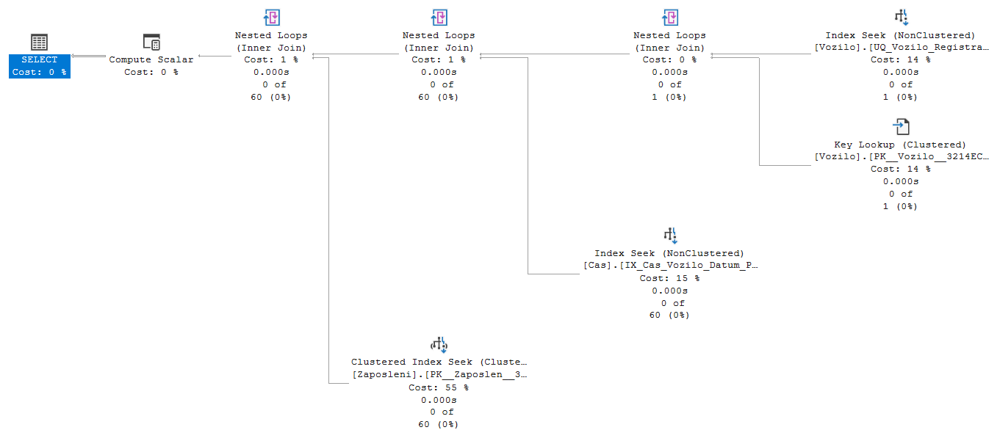 SELECT
Cost: 0 %
Compute Scalar
Cost: 0 %
Nested Loops
(Inner Join)
Cost: 1 %
0.000s
0 of
60 (0%)
Nested Loops
(Inner Join)
Cost: 1 %
0.000s
0 of
60 (0%)
Nested Loops
(Inner Join)
Cost: 0 %
0.000s
0 of
1 (0%)
Index Seek (NonClustered)
[Vozilo].[UQ_Vozilo_Registra…
Cost: 14 %
0.000s
0 of
1 (0%)
Key Lookup (Clustered)
[Vozilo].[PK__Vozilo__3214EC…
Cost: 14 %
0.000s
0 of
1 (0%)
Index Seek (NonClustered)
[Cas].[IX_Cas_Vozilo_Datum_P…
Cost: 15 %
0.000s
0 of
60 (0%)
Clustered Index Seek (Cluste…
[Zaposleni].[PK__Zaposlen__3…
Cost: 55 %
0.000s
0 of
60 (0%)